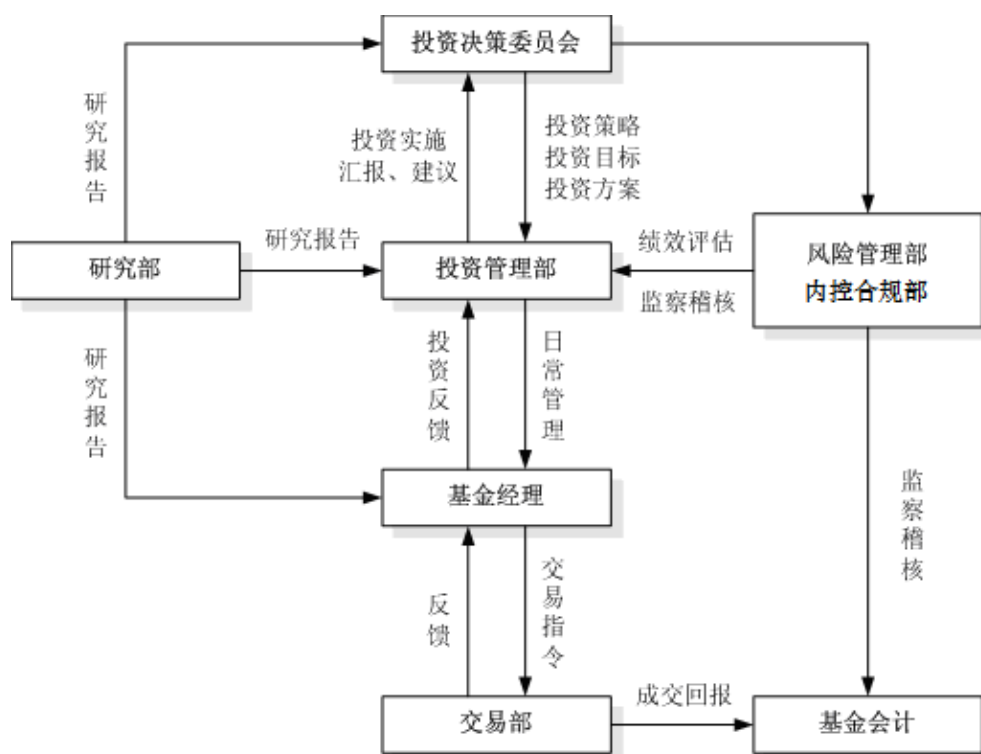 投资决策委员会
研究报告
投资实施
汇报、建议
投资策略
投资目标
投资方案
研究部
研究报告
投资管理部
绩效评估
监察稽核
风险管理部
内控合规部
研究报告
投资反馈
日常管理
基金经理
监察稽核
反馈
交易指令
交易部
成交回报
基金会计